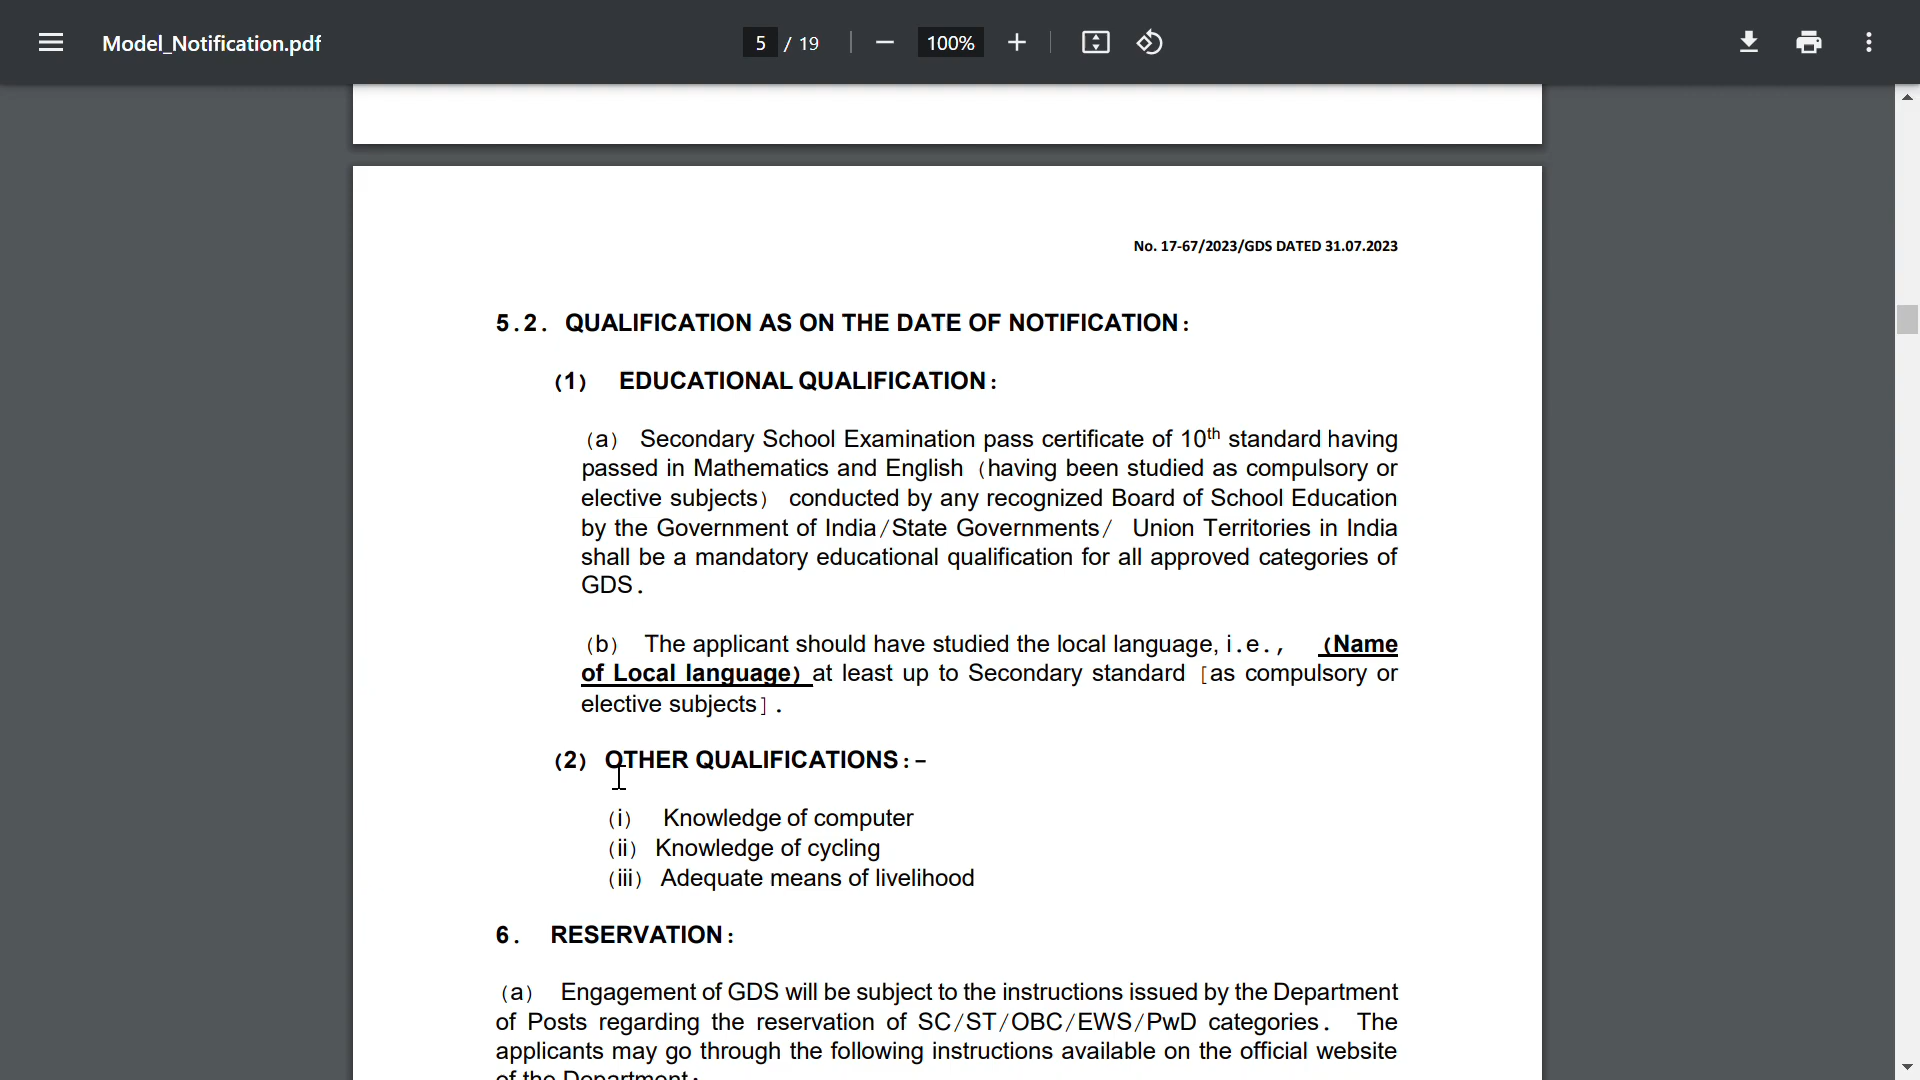 Model_Notification.pdf
5 / 19
100%
No. 17-67/2023/GDS DATED 31.07.2023
5.2. QUALIFICATION AS ON THE DATE OF NOTIFICATION:
(1) EDUCATIONAL QUALIFICATION:
(a) Secondary School Examination pass certificate of 10th standard having
passed in Mathematics and English (having been studied as compulsory or
elective subjects) conducted by any recognized Board of School Education
by the Government of India/State Governments/ Union Territories in India
shall be a mandatory educational qualification for all approved categories of
GDS.
(b) The applicant should have studied the local language, i.e., (Name
of Local language) at least up to Secondary standard [as compulsory or
elective subjects].
(2) OTHER QUALIFICATIONS:-
(i) Knowledge of computer
(ii) Knowledge of cycling
(iii) Adequate means of livelihood
6. RESERVATION:
(a) Engagement of GDS will be subject to the instructions issued by the Department
of Posts regarding the reservation of SC/ST/OBC/EWS/PwD categories. The
applicants may go through the following instructions available on the official website
of the Department: